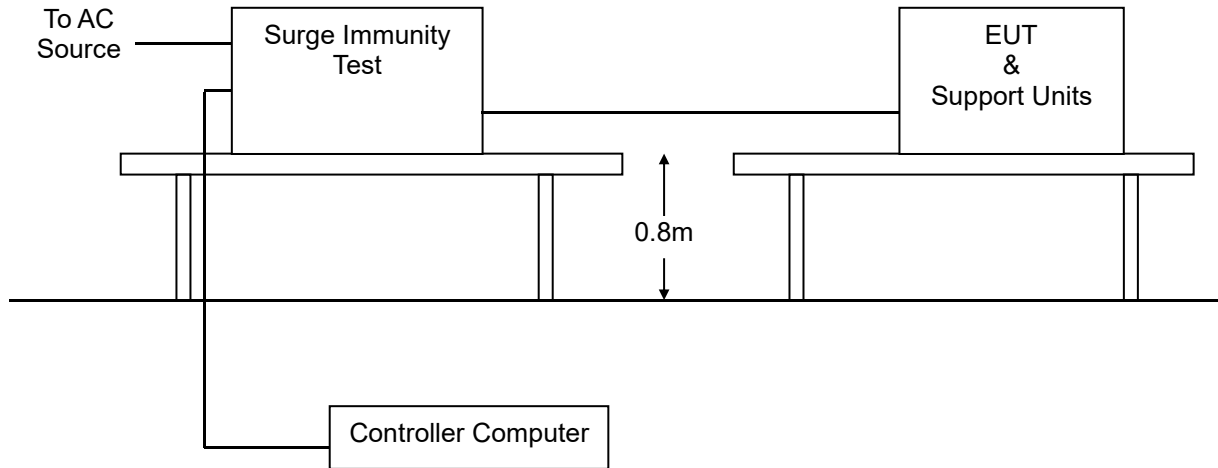 To AC
Source
Surge Immunity
Test
EUT
&
Support Units
0.8m
Controller Computer